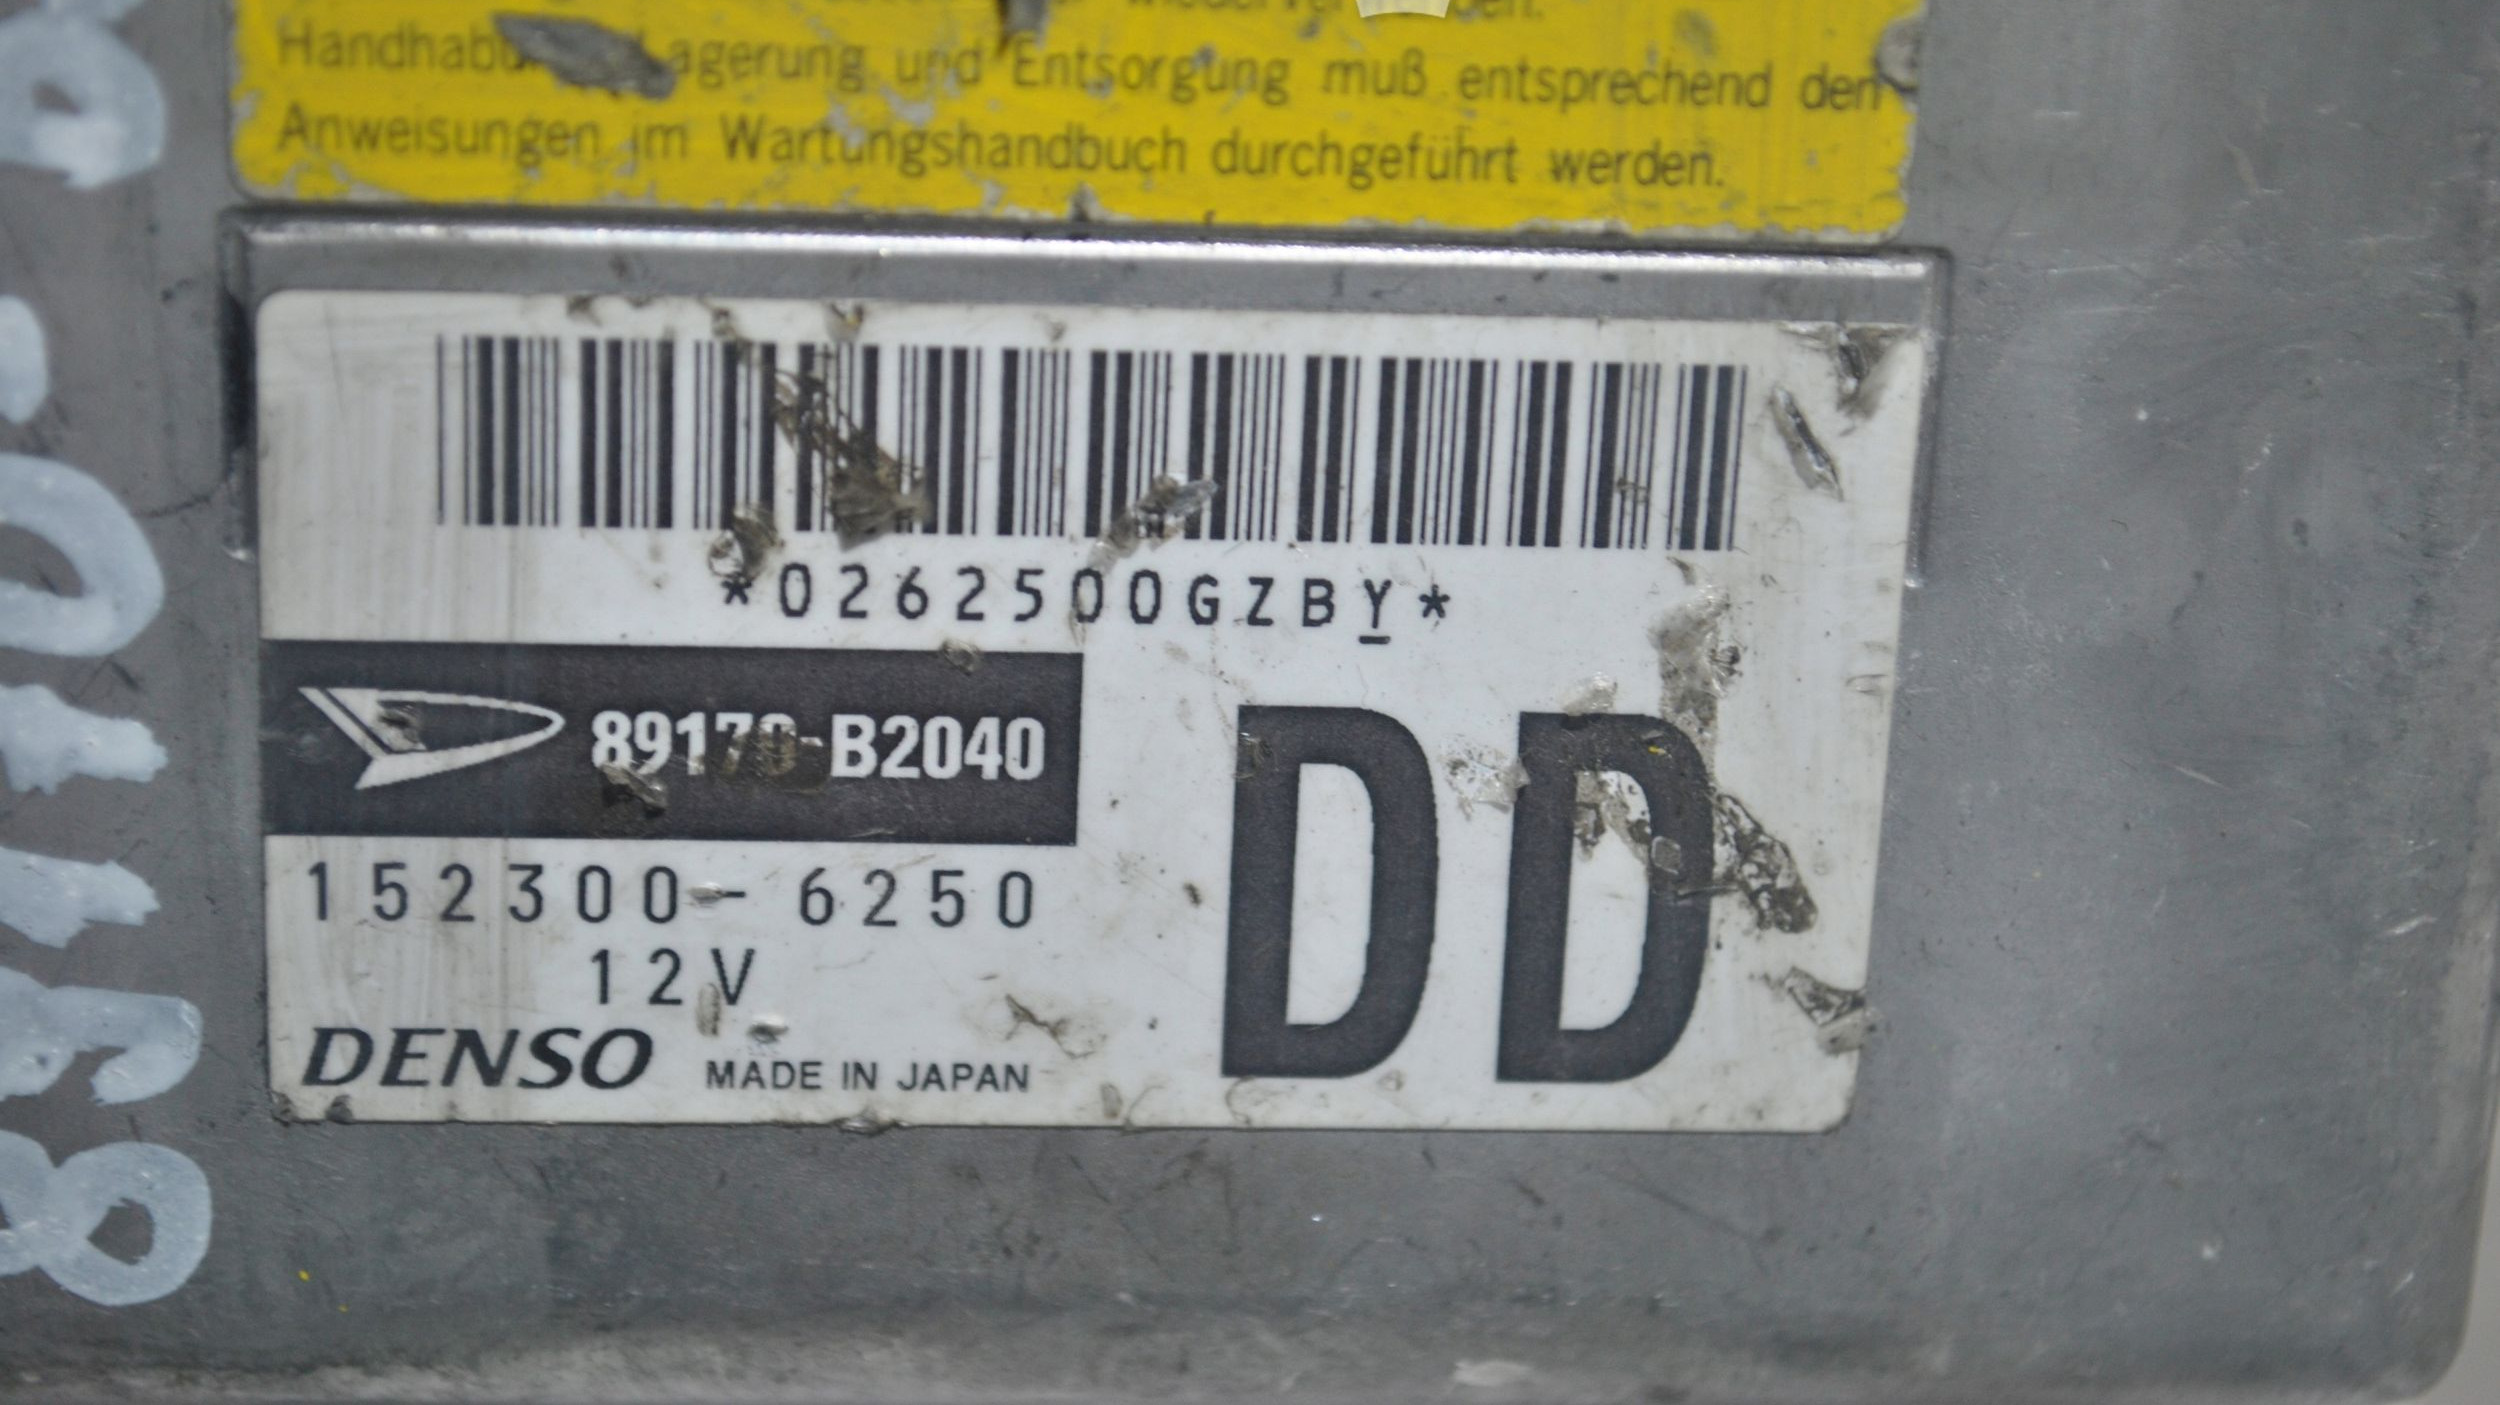 Handhabung Lagerung und Entsorgung muß entsprechend den
Anweisungen im Wartungshandbuch durchgeführt werden.
*0262500GZBY*
89170-B2040
152300-6250
12V
DENSO MADE IN JAPAN
DD